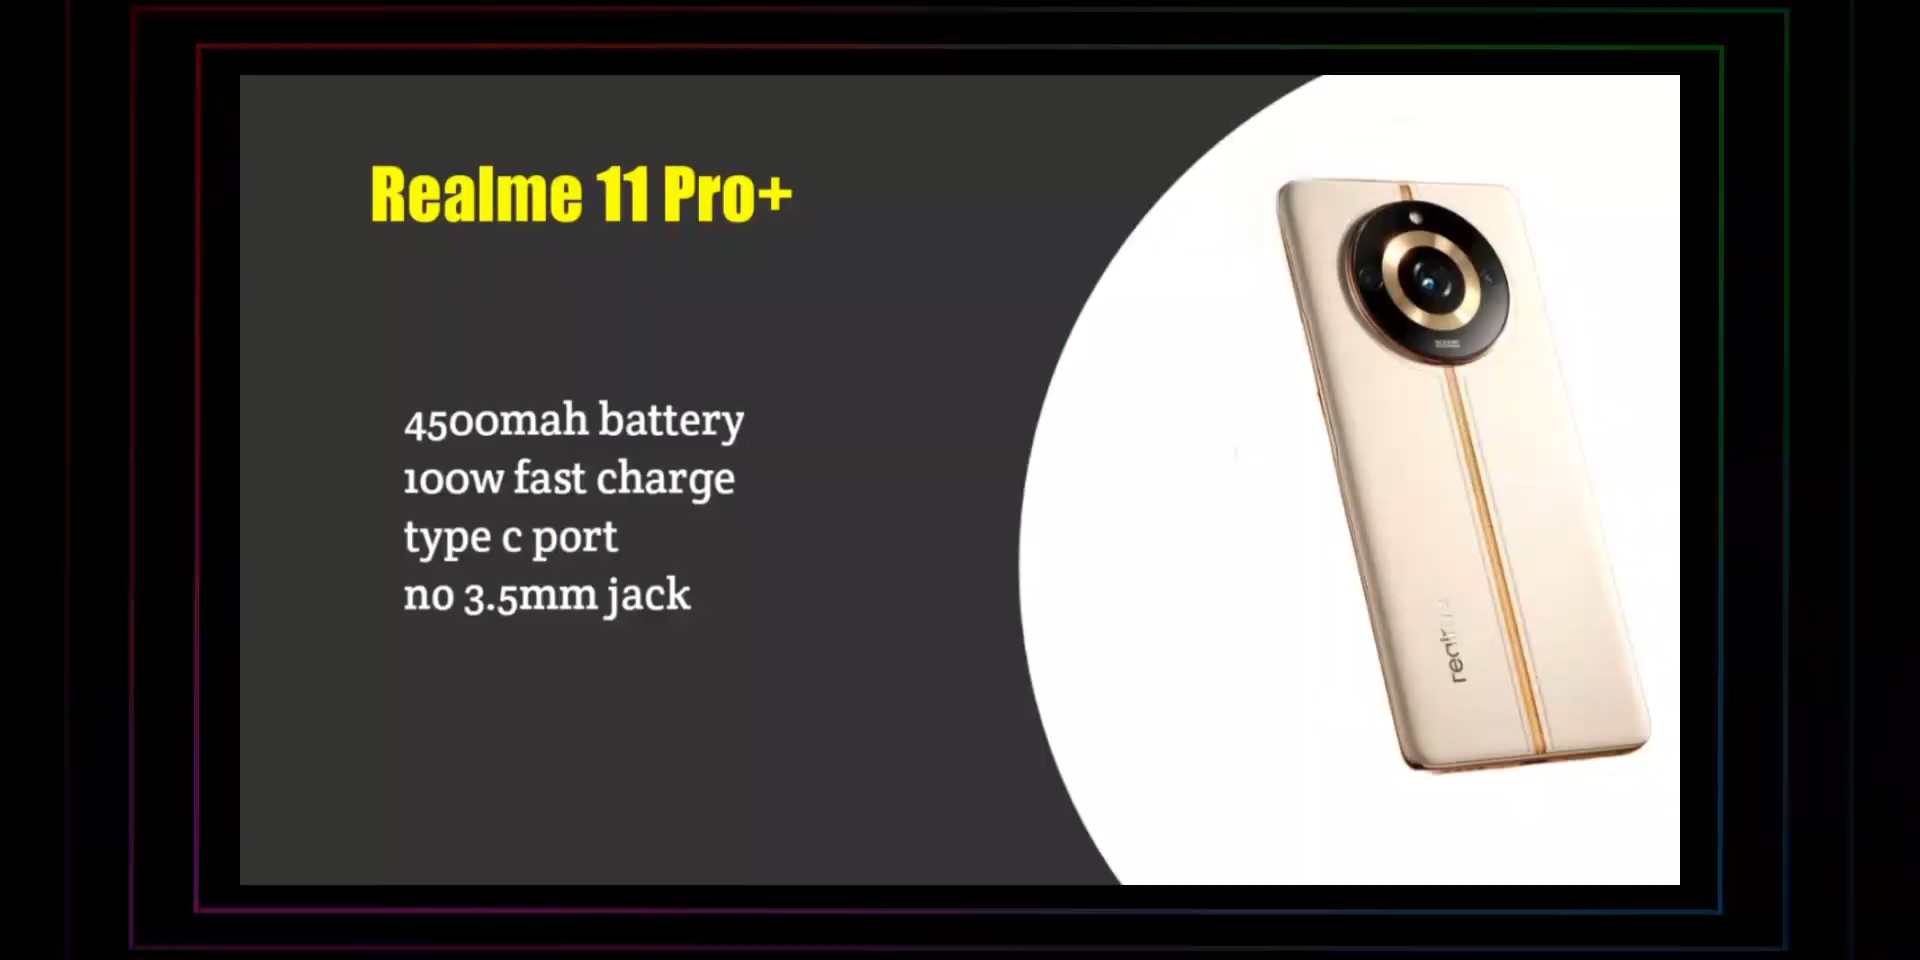 Realme 11 Pro+
4500mah battery
100w fast charge
type c port
no 3.5mm jack